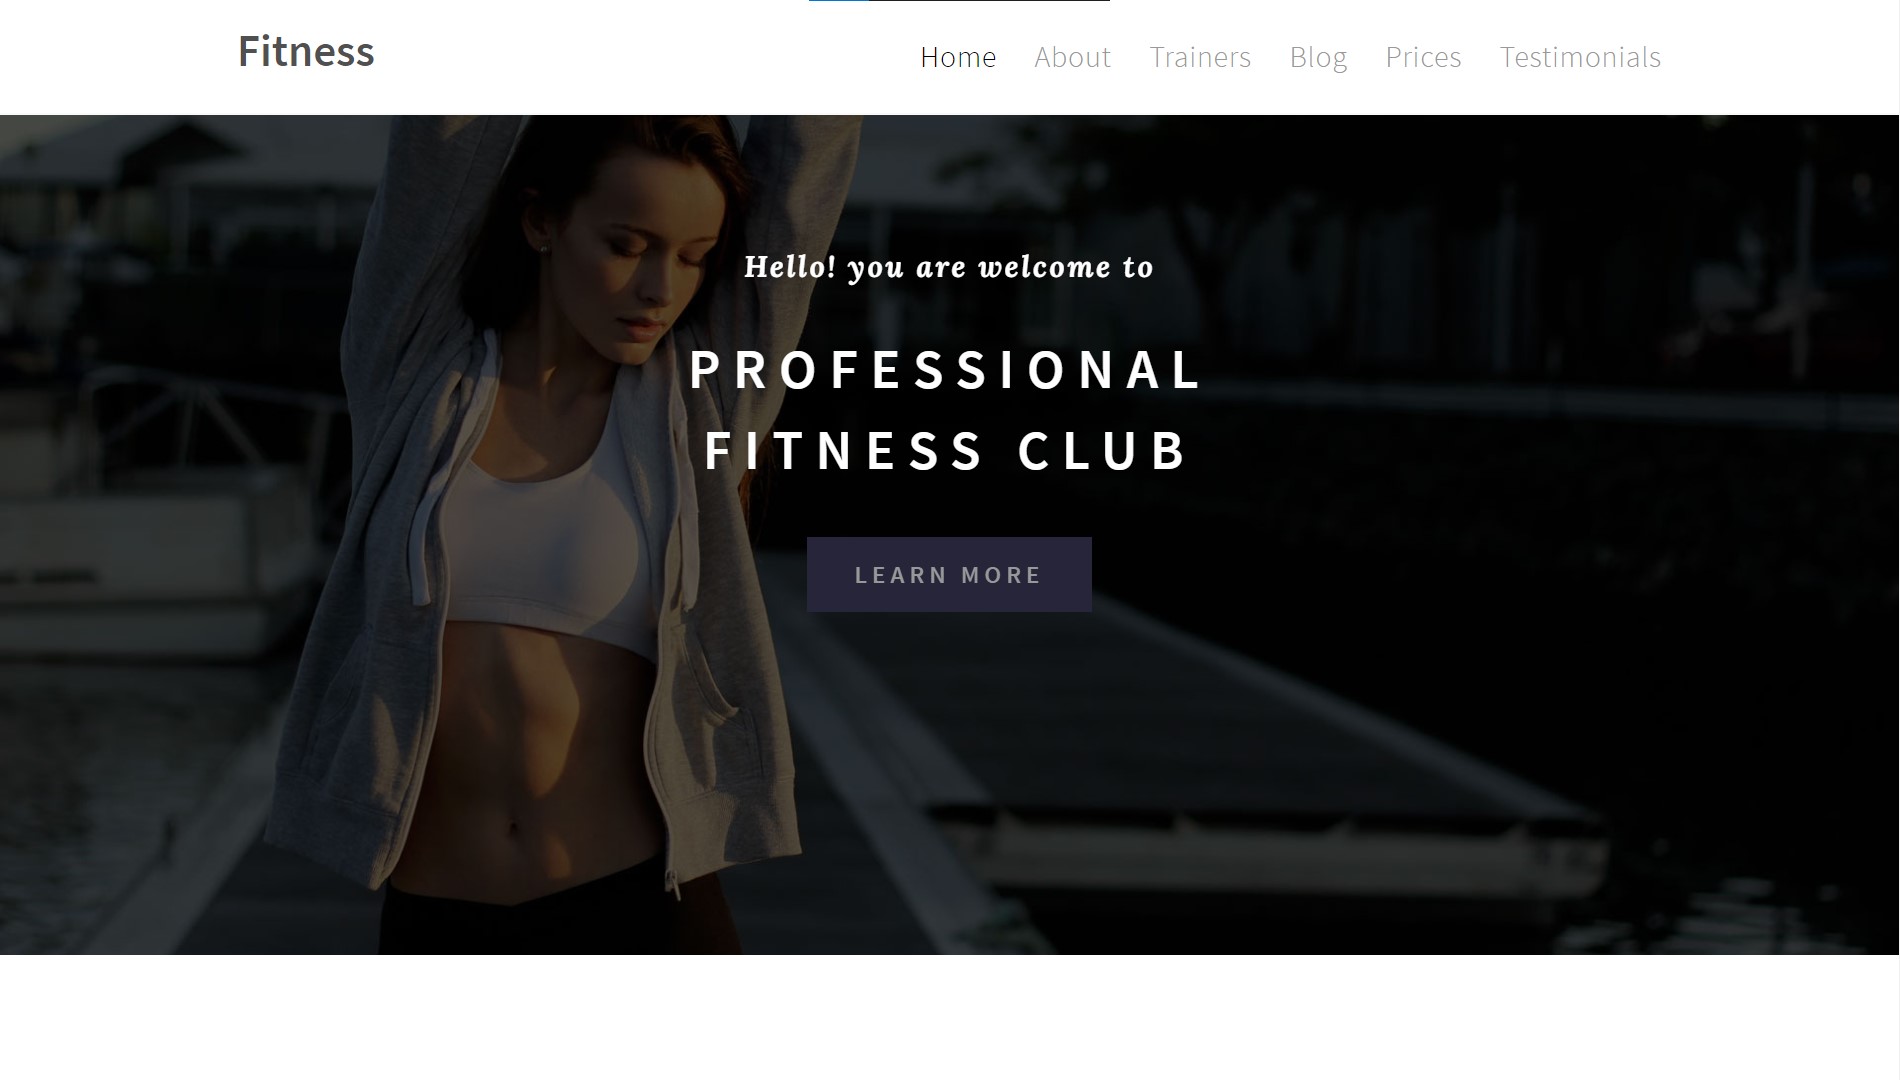 Fitness
Home About Trainers Blog Prices Testimonials
Hello! you are welcome to
PROFESSIONAL
FITNESS CLUB
LEARN MORE